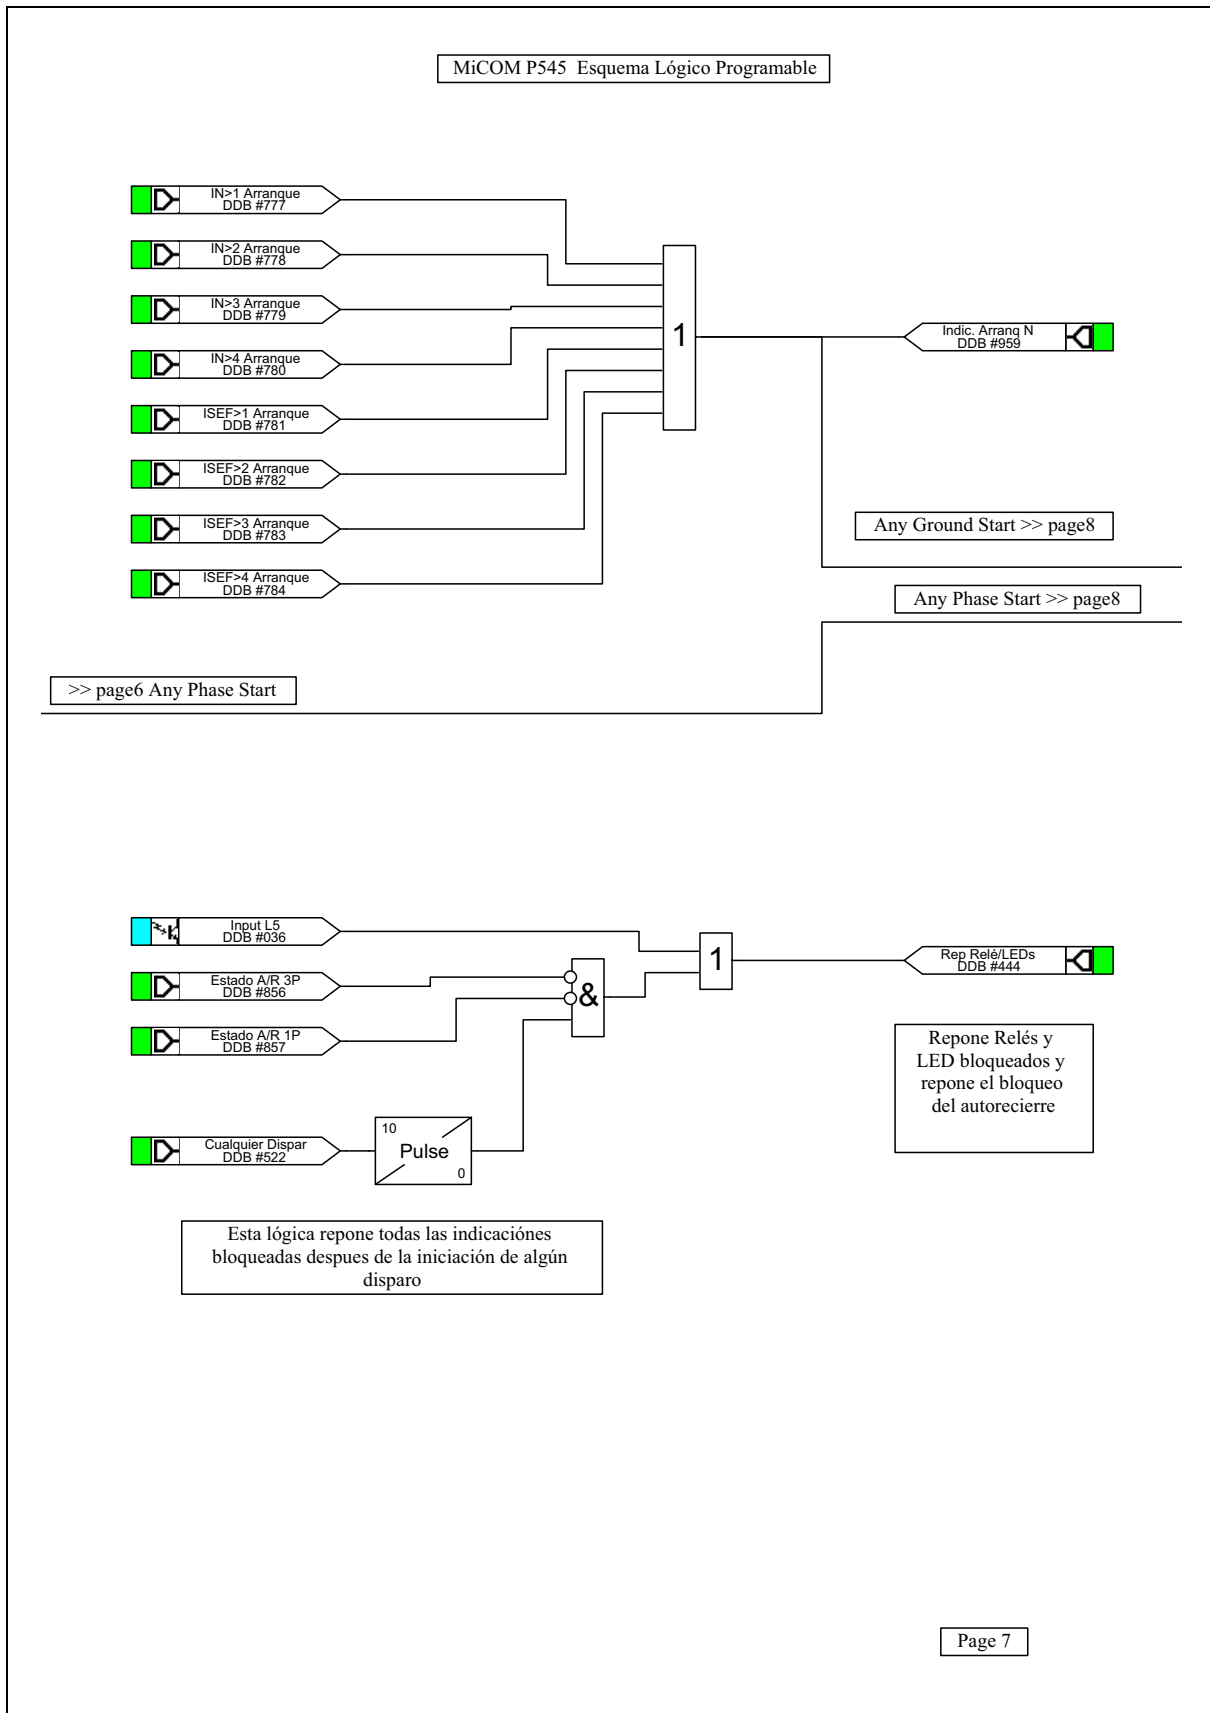 MiCOM P545 Esquema Lógico Programable
IN>1 Arranque
DDB #777
IN>2 Arranque
DDB #778
IN>3 Arranque
DDB #779
IN>4 Arranque
DDB #780
ISEF>1 Arranque
DDB #781
ISEF>2 Arranque
DDB #782
ISEF>3 Arranque
DDB #783
ISEF>4 Arranque
DDB #784
1
Indic. Arranq N
DDB #959
Any Ground Start >> page8
Any Phase Start >> page8
>> page6 Any Phase Start
Input L5
DDB #036
Estado A/R 3P
DDB #856
Estado A/R 1P
DDB #857
Cualquier Dispar
DDB #522
10
Pulse
0
&
1
Rep Relé/LEDs
DDB #444
Repone Relés y
LED bloqueados y
repone el bloqueo
del autorecierre
Esta lógica repone todas las indicaciónes
bloqueadas despues de la iniciación de algún
disparo
Page 7